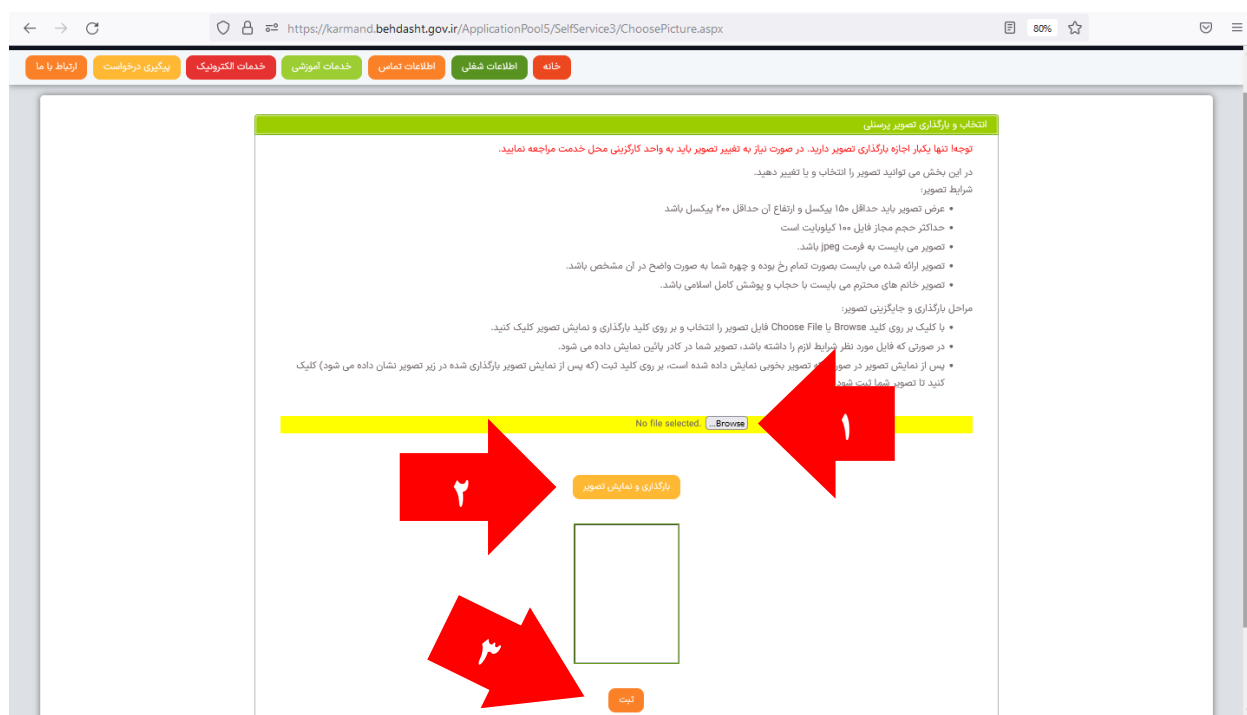 https://karmand.behdasht.gov.ir/ApplicationPool5/SelfService3/ChoosePicture.aspx
80%
خانه
اطلاعات شغلی
اطلاعات تماس
خدمات آموزشی
خدمات الکترونیک
پیگیری درخواست
ارتباط با ما
انتخاب و بارگذاری تصویر پرسنلی
توجه! تنها یکبار اجازه بارگذاری تصویر دارید. در صورت نیاز به تغییر تصویر باید به واحد کارگزینی محل خدمت مراجعه نمایید.
در این بخش می توانید تصویر را انتخاب و یا تغییر دهید.
شرایط تصویر:
• عرض تصویر باید حداقل ۱۵۰ پیکسل و ارتفاع آن حداقل ۲۰۰ پیکسل باشد
• حداکثر حجم مجاز فایل ۱۰۰ کیلوبایت است
• تصویر می بایست به فرمت jpeg باشد.
• تصویر ارائه شده می بایست بصورت تمام رخ بوده و چهره شما به صورت واضح در آن مشخص باشد.
• تصویر خانم های محترم می بایست با حجاب و پوشش کامل اسلامی باشد.
مراحل بارگذاری و جایگزینی تصویر:
• با کلیک بر روی کلید Browse یا Choose File فایل تصویر را انتخاب و بر روی کلید بارگذاری و نمایش تصویر کلیک کنید.
• در صورتی که فایل مورد نظر شرایط لازم را داشته باشد، تصویر شما در کادر پائین نمایش داده می شود.
• پس از نمایش تصویر در صور ه تصویر بخوبی نمایش داده شده است، بر روی کلید ثبت (که پس از نمایش تصویر بارگذاری شده در زیر تصویر نشان داده می شود) کلیک
کنید تا تصویر شما ثبت شود
Browse... No file selected.
۱
بارگذاری و نمایش تصویر
۲
۳
ثبت